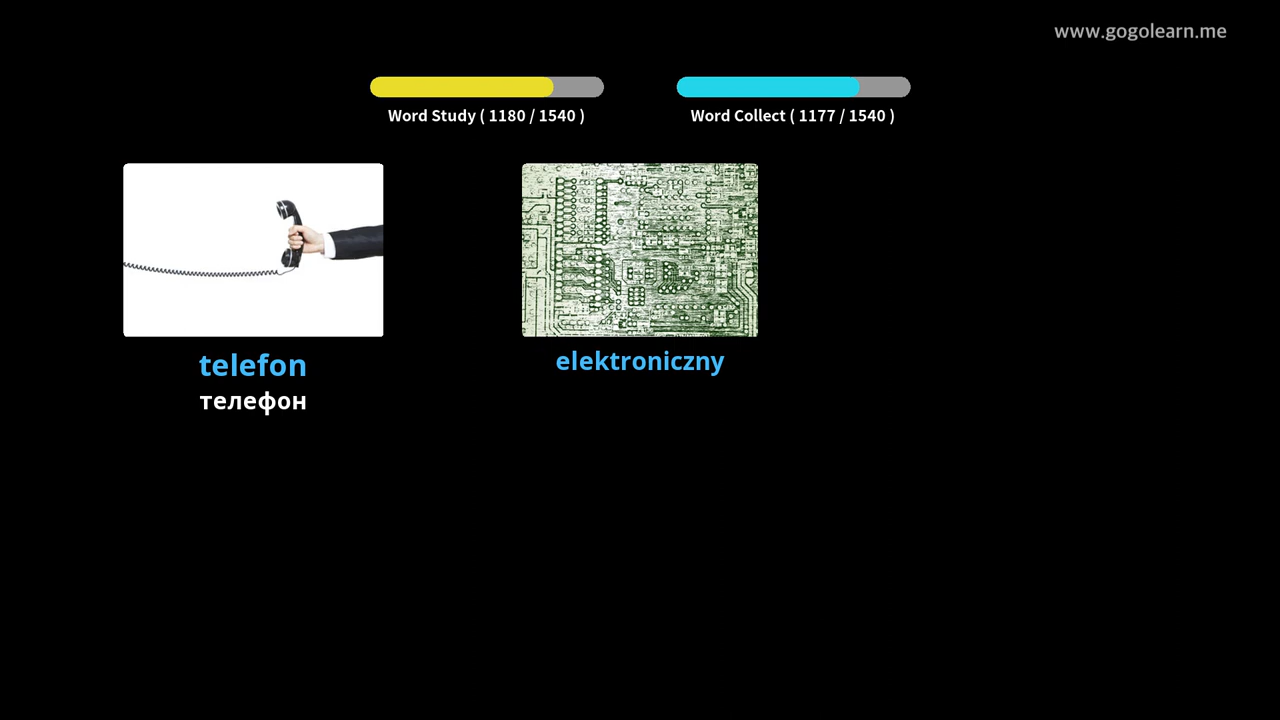 www.gogolearn.me
Word Study ( 1180 / 1540 )
Word Collect ( 1177 / 1540 )
telefon
телефон
elektroniczny